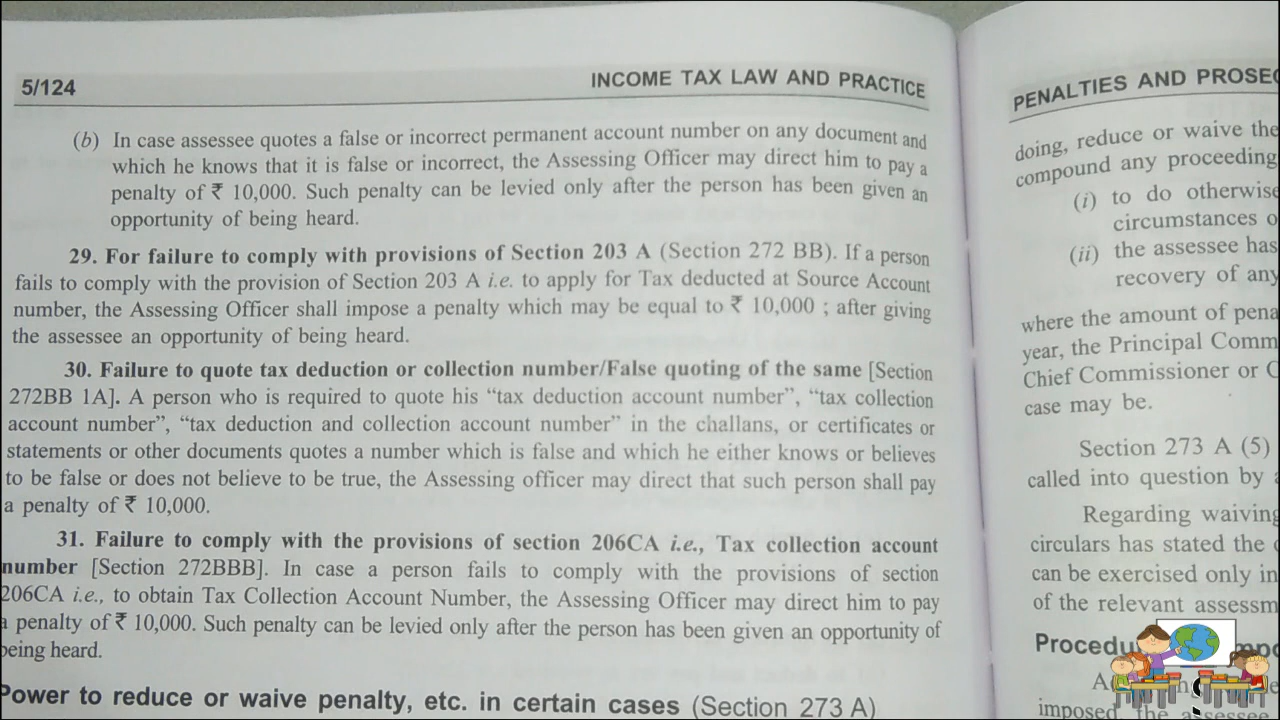 5/124
INCOME TAX LAW AND PRACTICE
(b) In case assessee quotes a false or incorrect permanent account number on any document and
which he knows that it is false or incorrect, the Assessing Officer may direct him to pay a
penalty of ₹ 10,000. Such penalty can be levied only after the person has been given an
opportunity of being heard.
29. For failure to comply with provisions of Section 203 A (Section 272 BB). If a person
fails to comply with the provision of Section 203 A i.e. to apply for Tax deducted at Source Account
number, the Assessing Officer shall impose a penalty which may be equal to ₹ 10,000 ; after giving
the assessee an opportunity of being heard.
30. Failure to quote tax deduction or collection number/False quoting of the same [Section
272BB 1A]. A person who is required to quote his “tax deduction account number”, “tax collection
account number”, “tax deduction and collection account number” in the challans, or certificates or
statements or other documents quotes a number which is false and which he either knows or believes
to be false or does not believe to be true, the Assessing officer may direct that such person shall pay
a penalty of ₹ 10,000.
31. Failure to comply with the provisions of section 206CA i.e., Tax collection account
number [Section 272BBB]. In case a person fails to comply with the provisions of section
206CA i.e., to obtain Tax Collection Account Number, the Assessing Officer may direct him to pay
a penalty of ₹ 10,000. Such penalty can be levied only after the person has been given an opportunity of
being heard.
Power to reduce or waive penalty, etc. in certain cases (Section 273 A)
PENALTIES AND PROSEC
doing, reduce or waive the
compound any proceeding
(i) to do otherwise
circumstances o
(ii) the assessee has
recovery of any
where the amount of pena
year, the Principal Comm
Chief Commissioner or C
case may be.
Section 273 A (5)
called into question by a
Regarding waiving
circulars has stated the
can be exercised only in
of the relevant assessm
Procedu
imposed, the assessee